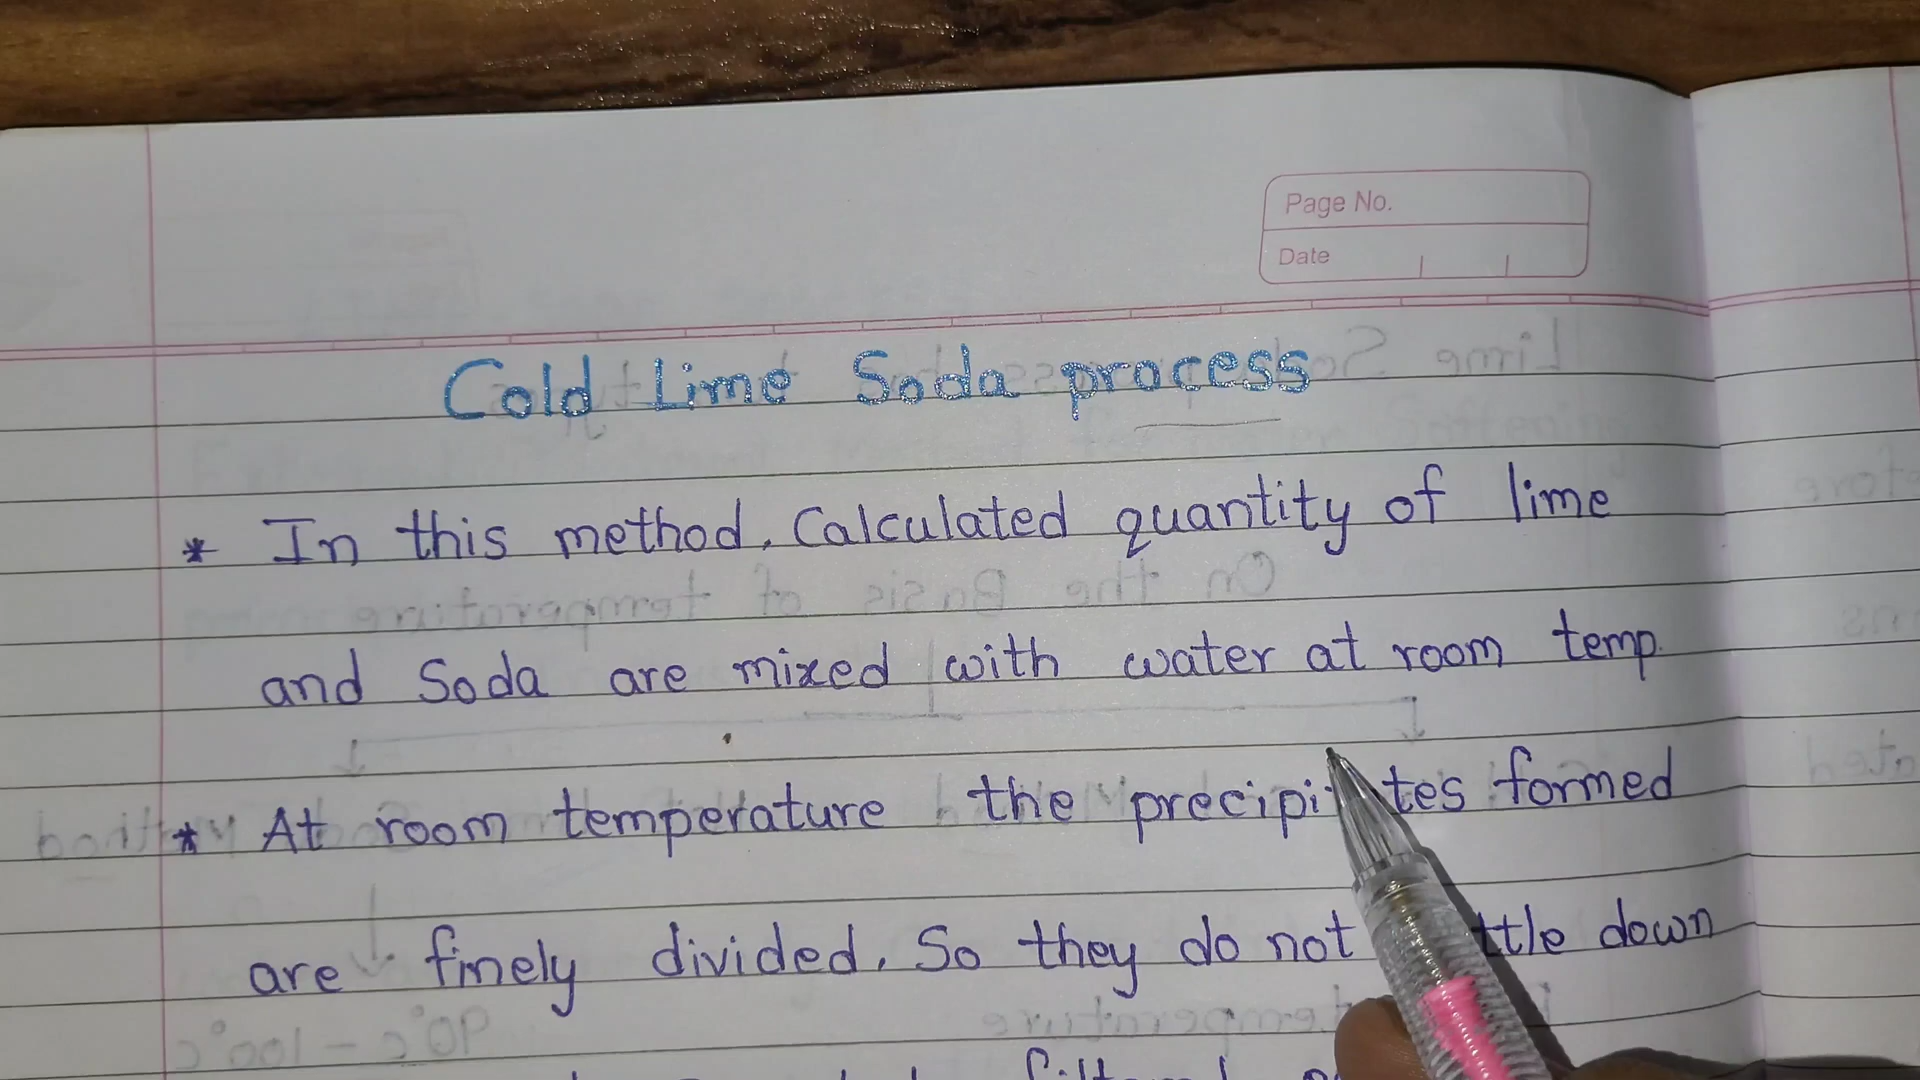 Page No.
Date
Cold Lime Soda process
* In this method. Calculated quantity of lime
and Soda are mixed with water at room temp.
* At room temperature the precipi tes formed
are finely divided. So they do not ttle down